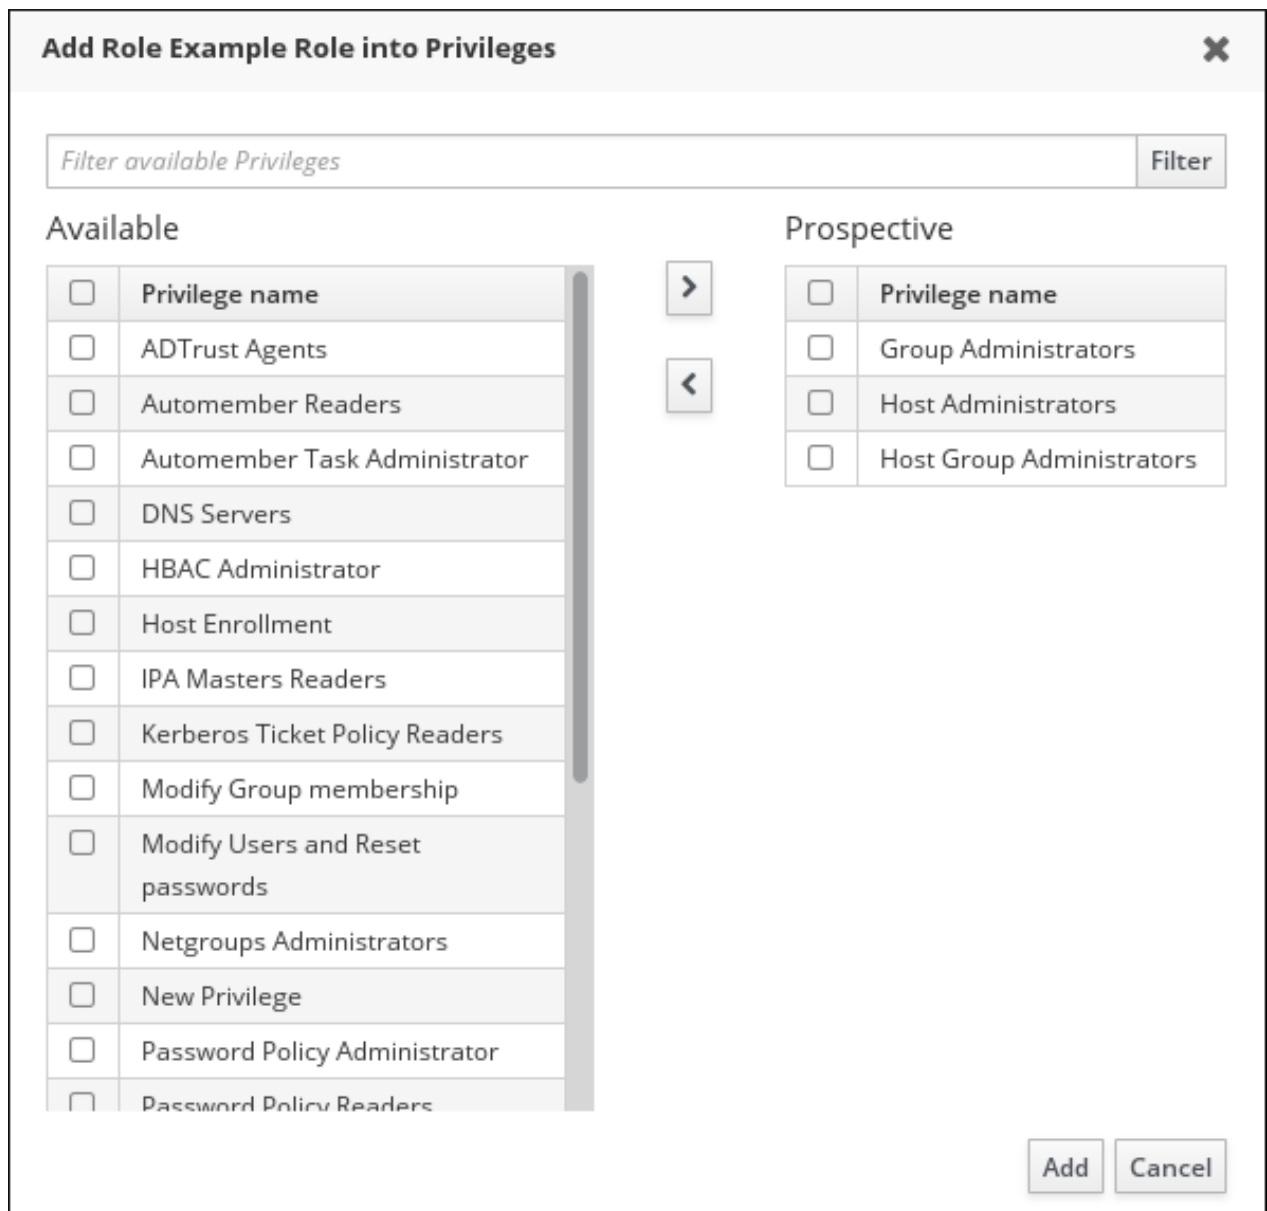 Add Role Example Role into Privileges
Filter available Privileges
Filter
Available
Prospective
Privilege name
ADTrust Agents
Automember Readers
Automember Task Administrator
DNS Servers
HBAC Administrator
Host Enrollment
IPA Masters Readers
Kerberos Ticket Policy Readers
Modify Group membership
Modify Users and Reset
passwords
Netgroups Administrators
New Privilege
Password Policy Administrator
Password Policy Readers
Privilege name
Group Administrators
Host Administrators
Host Group Administrators
Add
Cancel